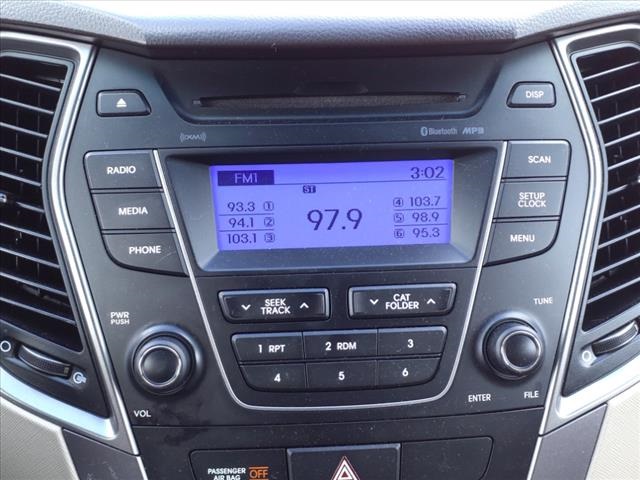 DISP
((XM))
Bluetooth MP3
RADIO
FM1 3:02
SCAN
ST
MEDIA
93.3 1
4 103.7
SETUP
CLOCK
94.1 2
97.9
5 98.9
103.1 3
6 95.3
PHONE
MENU
SEEK
TRACK
CAT
FOLDER
PWR
PUSH
TUNE
1 RPT
2 RDM
3
4
5
6
VOL
ENTER
FILE
PASSENGER
AIR BAG
OFF